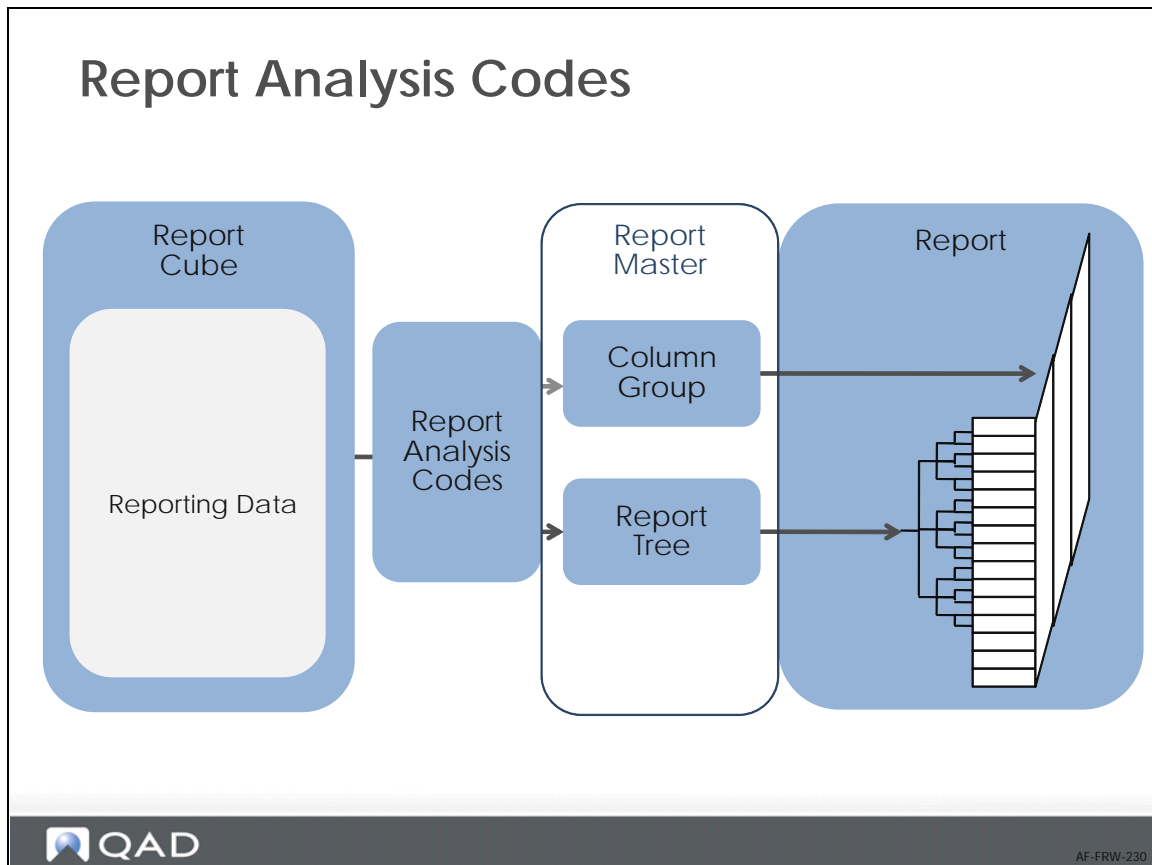 Report Analysis Codes
Report
Cube
Reporting Data
Report
Analysis
Codes
Report
Master
Column
Group
Report
Tree
Report
QAD
AF-FRW-230